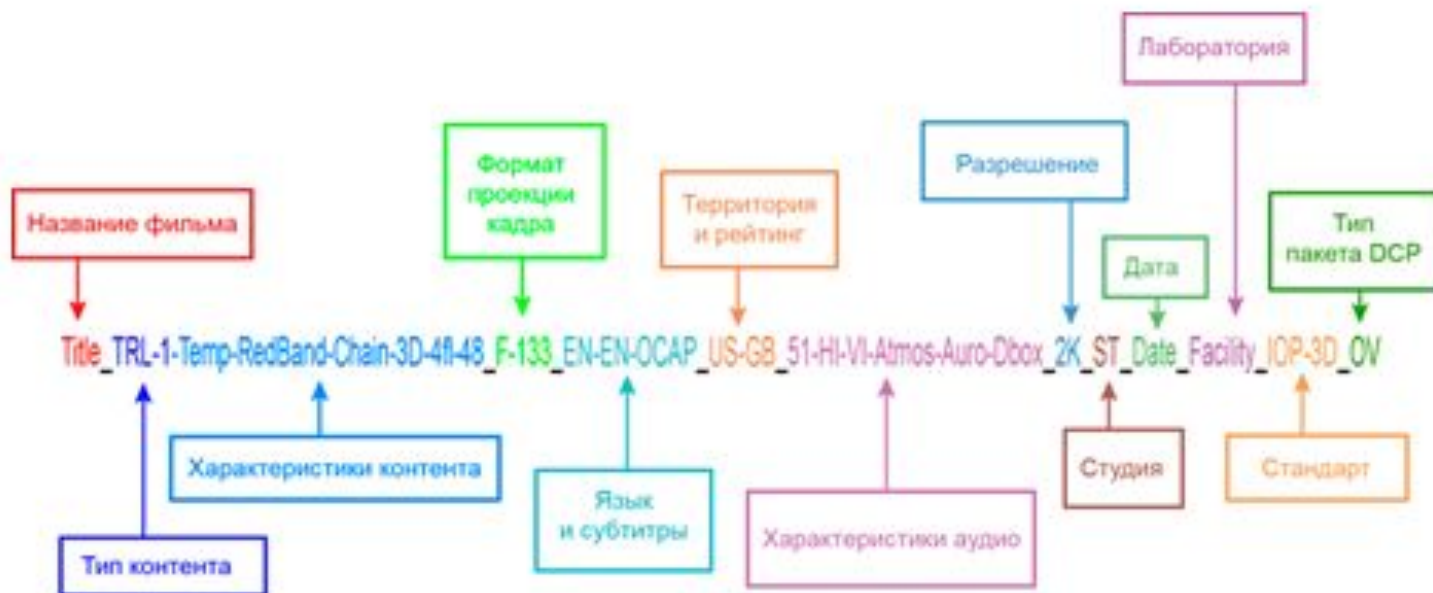 Лаборатория
Формат
проекции
кадра
Разрешение
Название фильма
Территория
и рейтинг
Тип
пакета DCP
Дата
Title_TRL-1-Temp-RedBand-Chain-3D-4fl-48_F-133_EN-EN-OCAP_US-GB_51-HI-VI-Atmos-Auro-Dbox_2K_ST_Date_Facility_IOP-3D_OV
Характеристики контента
Студия
Стандарт
Язык
и субтитры
Характеристики аудио
Тип контента